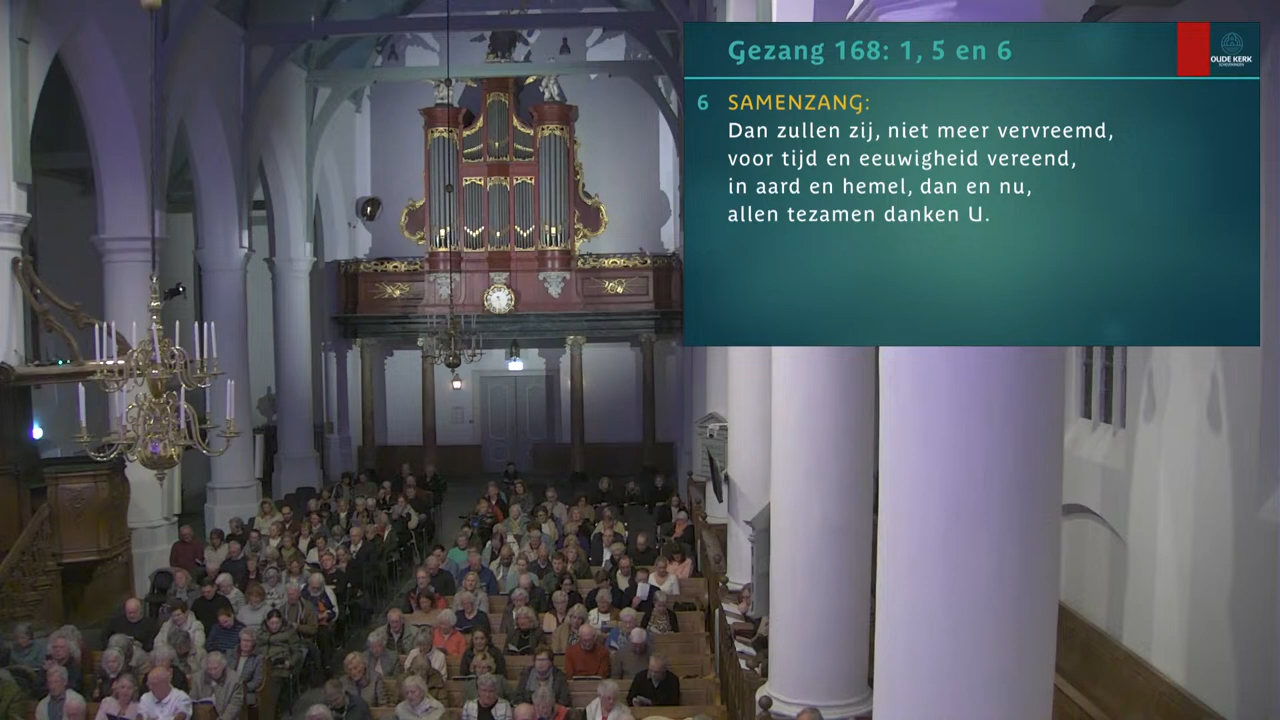 Gezang 168: 1, 5 en 6
OUDE KERK
SCHEVENINGEN
6 SAMENZANG:
Dan zullen zij, niet meer vervreemd,
voor tijd en eeuwigheid vereend,
in aard en hemel, dan en nu,
allen tezamen danken U.